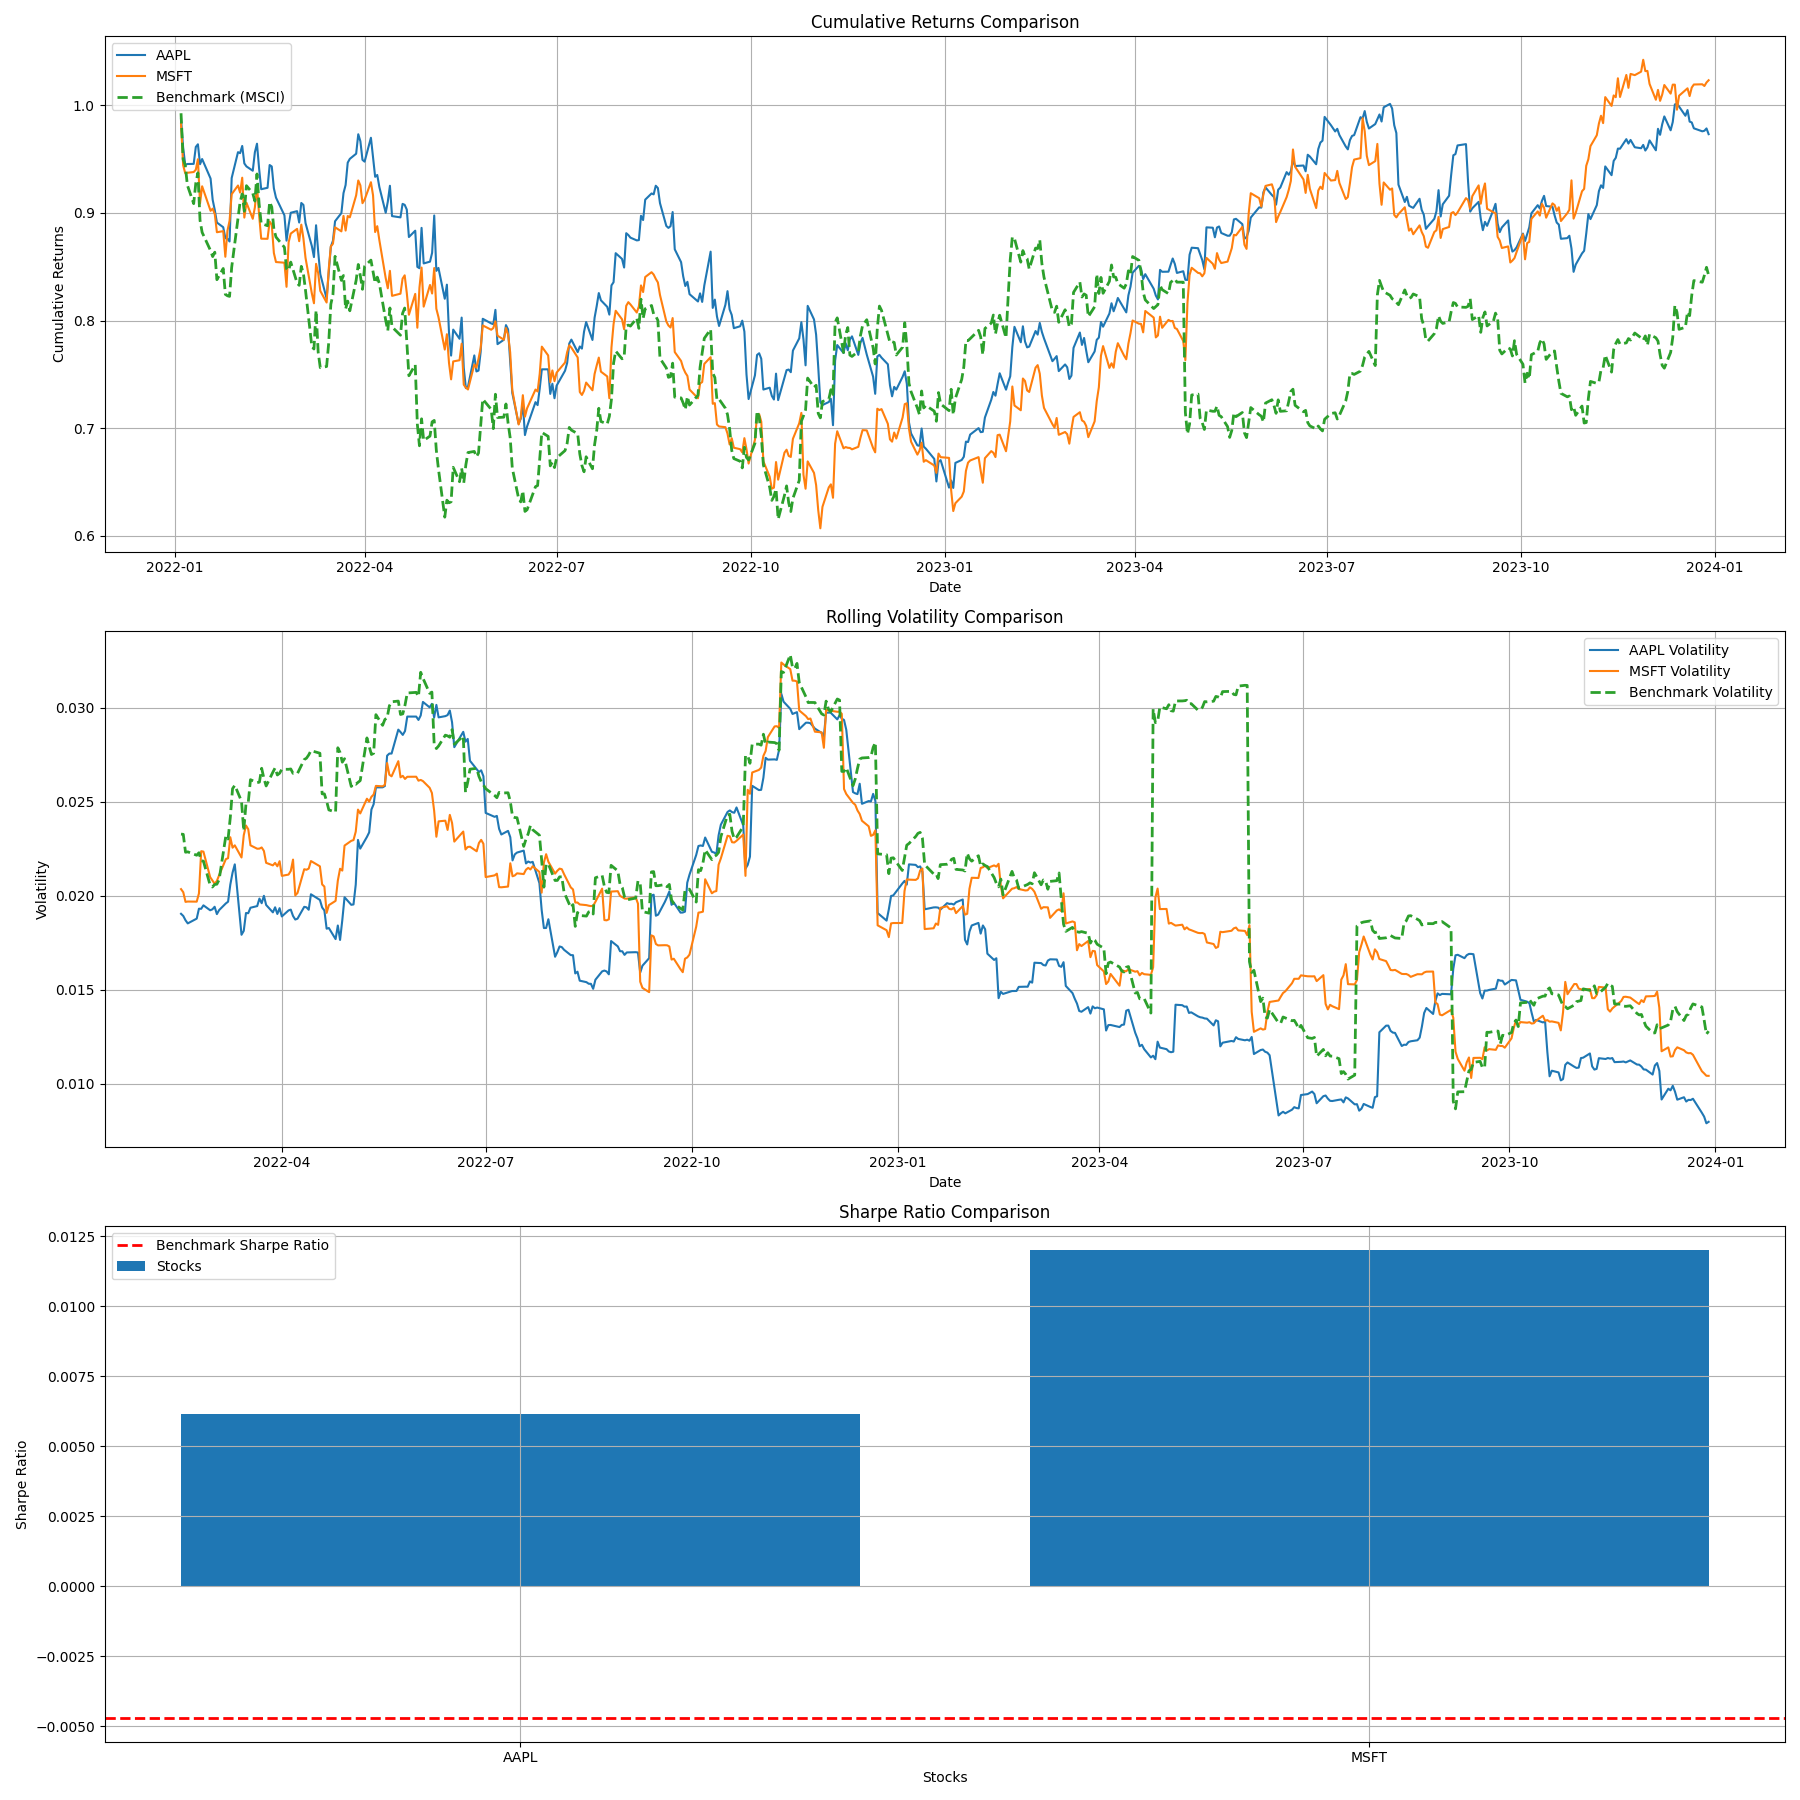 Cumulative Returns Comparison
AAPL
MSFT
Benchmark (MSCI)
Cumulative Returns
1.0
0.9
0.8
0.7
0.6
2022-01 2022-04 2022-07 2022-10 2023-01 2023-04 2023-07 2023-10 2024-01
Date
Rolling Volatility Comparison
AAPL Volatility
MSFT Volatility
Benchmark Volatility
Volatility
0.030
0.025
0.020
0.015
0.010
2022-04 2022-07 2022-10 2023-01 2023-04 2023-07 2023-10 2024-01
Date
Sharpe Ratio Comparison
Benchmark Sharpe Ratio
Stocks
Sharpe Ratio
0.0125
0.0100
0.0075
0.0050
0.0025
0.0000
−0.0025
−0.0050
AAPL MSFT
Stocks